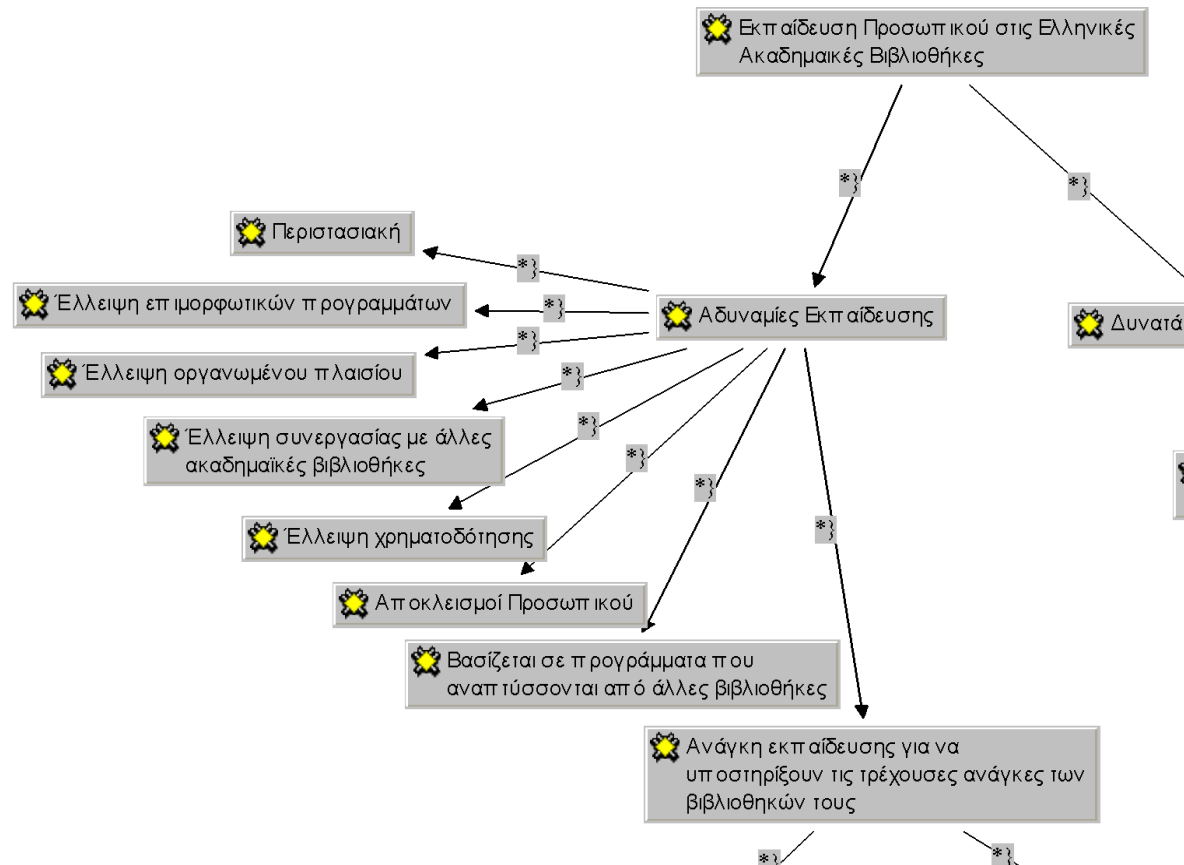 Εκπαίδευση Προσωπικού στις Ελληνικές
Ακαδημαικές Βιβλιοθήκες
*}
*}
Περιστασιακή
*}
Έλλειψη επιμορφωτικών προγραμμάτων
*}
Αδυναμίες Εκπαίδευσης
Δυνατά
*}
Έλλειψη οργανωμένου πλαισίου
*}
Έλλειψη συνεργασίας με άλλες
ακαδημαϊκές βιβλιοθήκες
*}
*}
*}
Έλλειψη χρηματοδότησης
*}
Αποκλεισμοί Προσωπικού
Βασίζεται σε προγράμματα που
αναπτύσσονται από άλλες βιβλιοθήκες
Ανάγκη εκπαίδευσης για να
υποστηρίξουν τις τρέχουσες ανάγκες των
βιβλιοθηκών τους
*}
*}